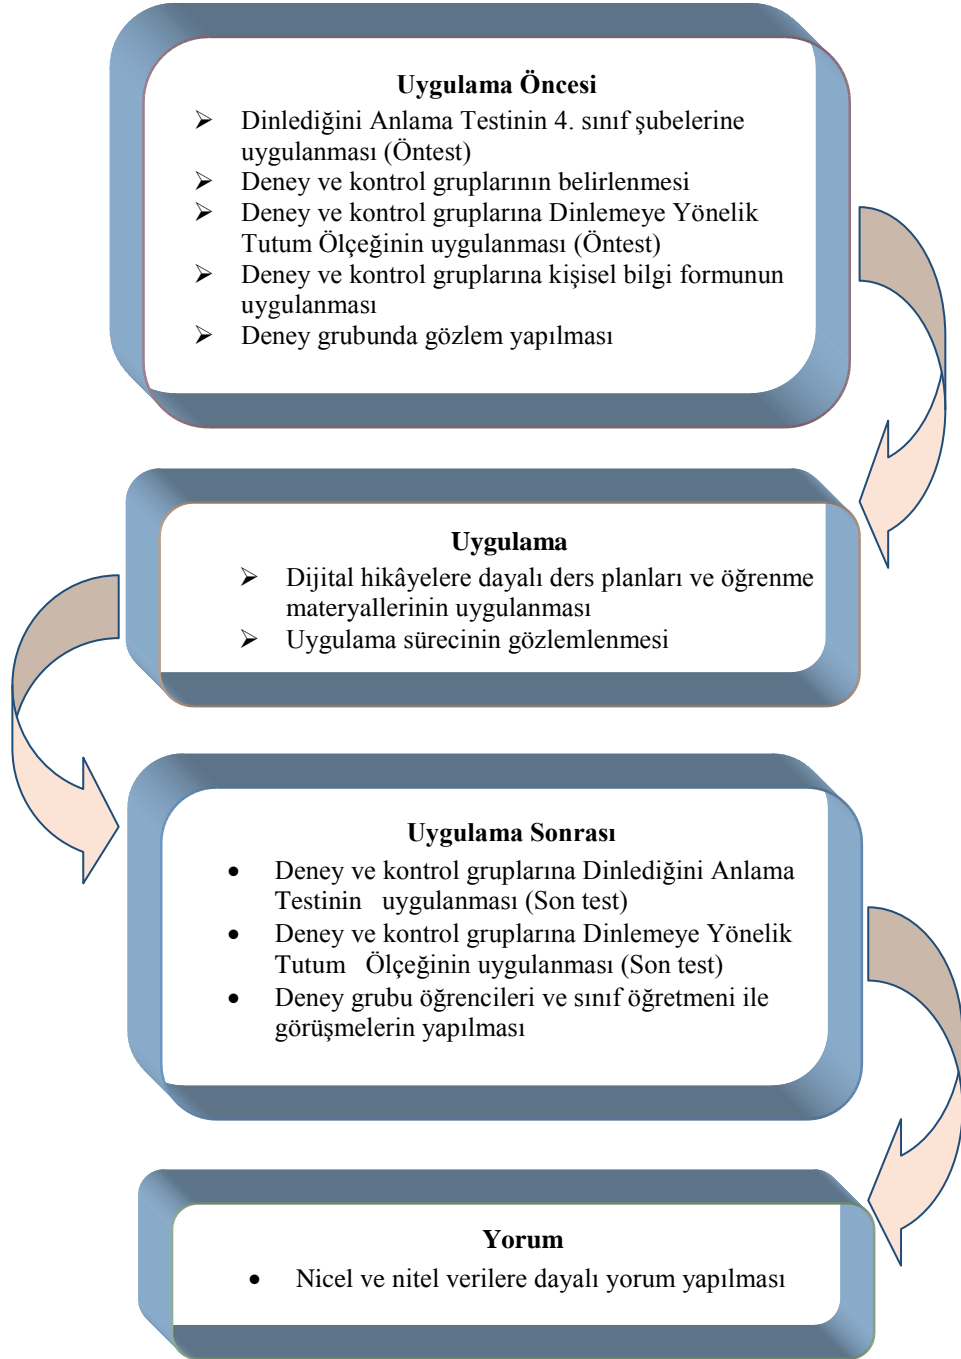 Uygulama Öncesi
➢ Dinlediğini Anlama Testinin 4. sınıf şubelerine
uygulanması (Öntest)
➢ Deney ve kontrol gruplarının belirlenmesi
➢ Deney ve kontrol gruplarına Dinlemeye Yönelik
Tutum Ölçeğinin uygulanması (Öntest)
➢ Deney ve kontrol gruplarına kişisel bilgi formunun
uygulanması
➢ Deney grubunda gözlem yapılması
Uygulama
➢ Dijital hikâyelere dayalı ders planları ve öğrenme
materyallerinin uygulanması
➢ Uygulama sürecinin gözlemlenmesi
Uygulama Sonrası
• Deney ve kontrol gruplarına Dinlediğini Anlama
Testinin uygulanması (Son test)
• Deney ve kontrol gruplarına Dinlemeye Yönelik
Tutum Ölçeğinin uygulanması (Son test)
• Deney grubu öğrencileri ve sınıf öğretmeni ile
görüşmelerin yapılması
Yorum
• Nicel ve nitel verilere dayalı yorum yapılması